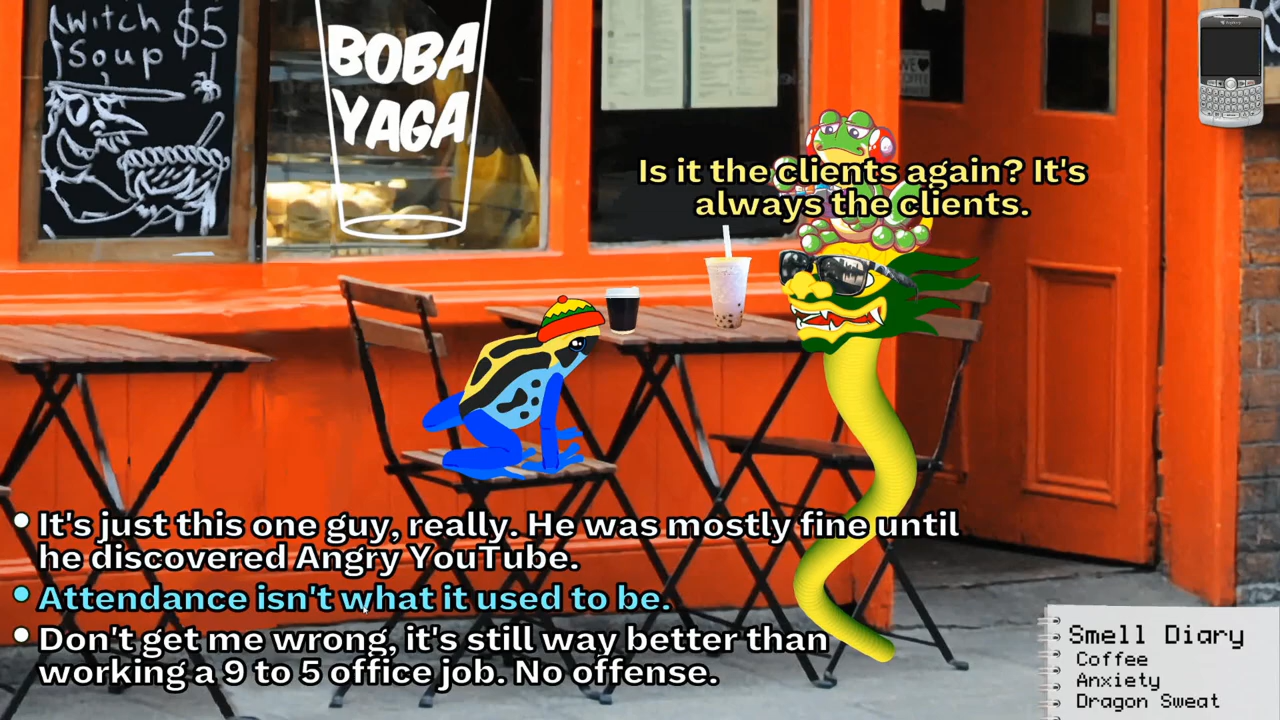 witch $5
Soup
BOBA
YAGA
Is it the clients again? It's
always the clients.
• It's just this one guy, really. He was mostly fine until
he discovered Angry YouTube.
• Attendance isn't what it used to be.
• Don't get me wrong, it's still way better than
working a 9 to 5 office job. No offense.
Smell Diary
Coffee
Anxiety
Dragon Sweat